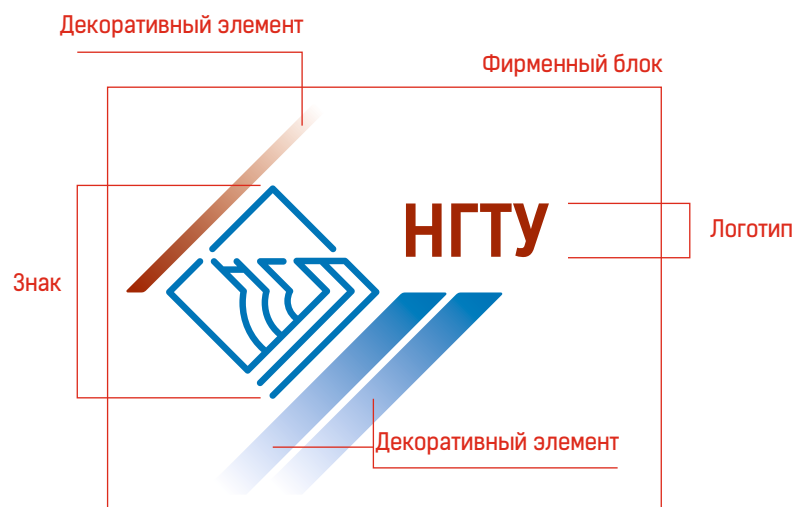 Декоративный элемент
Фирменный блок
НГТУ
Логотип
Знак
Декоративный элемент